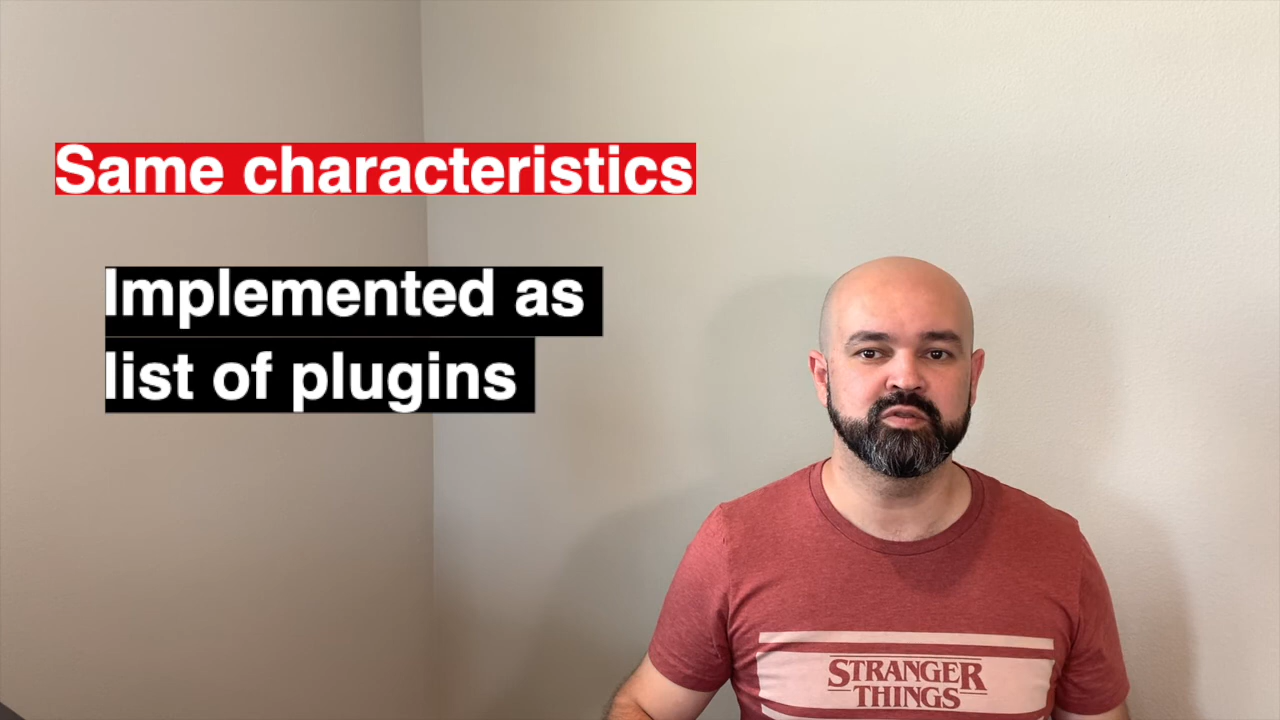 Same characteristics
Implemented as
list of plugins
STRANGER
THINGS